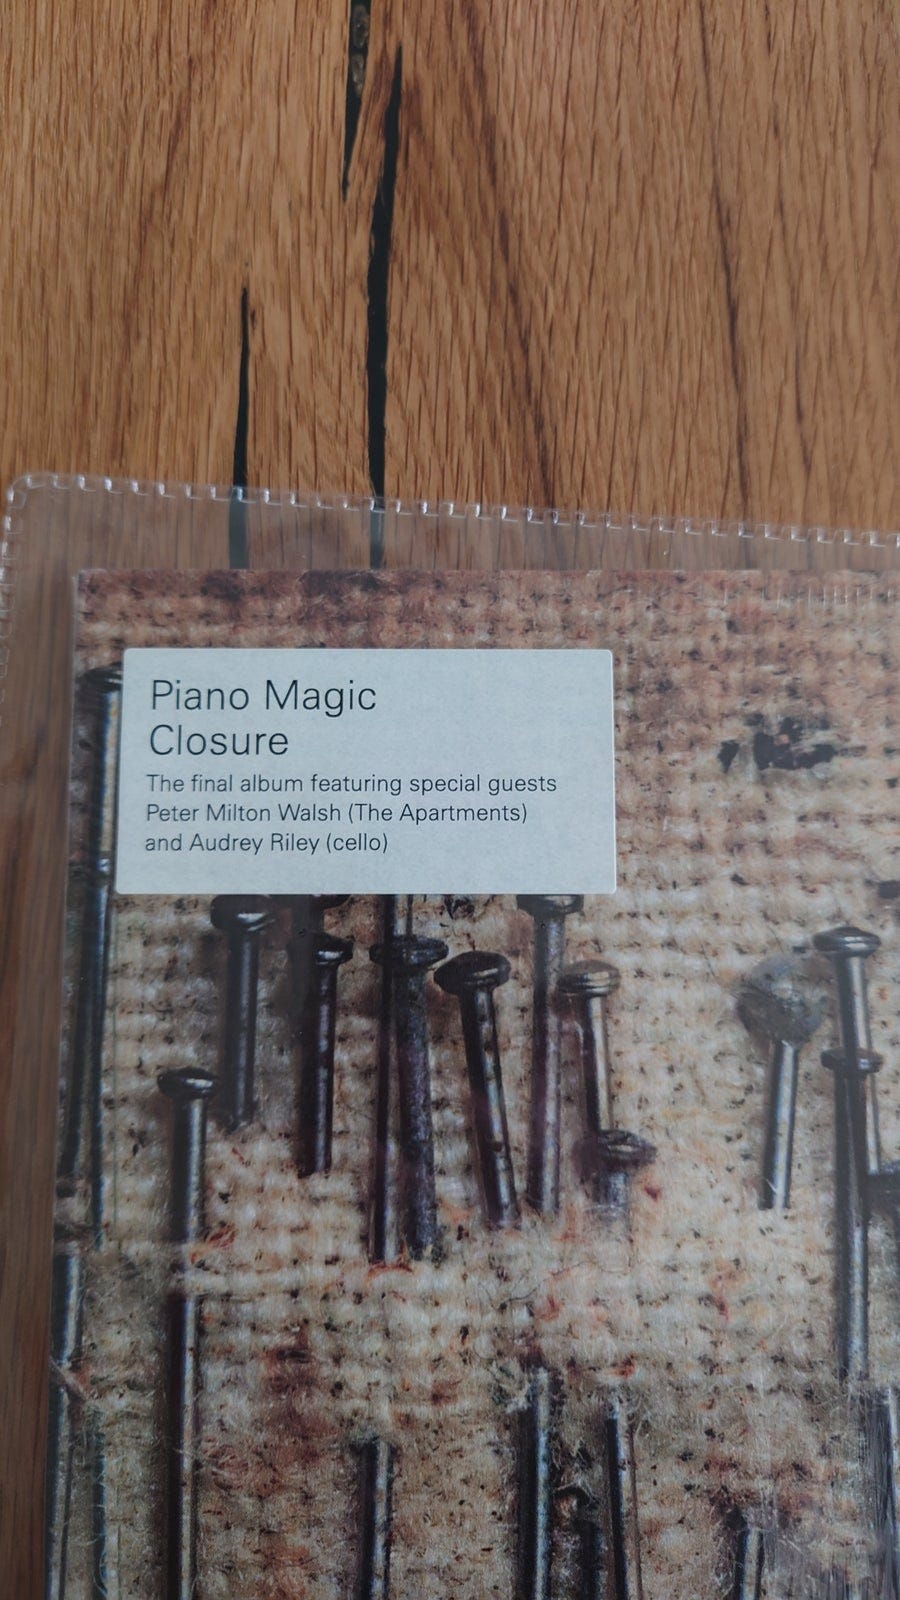 Piano Magic
Closure
The final album featuring special guests
Peter Milton Walsh (The Apartments)
and Audrey Riley (cello)